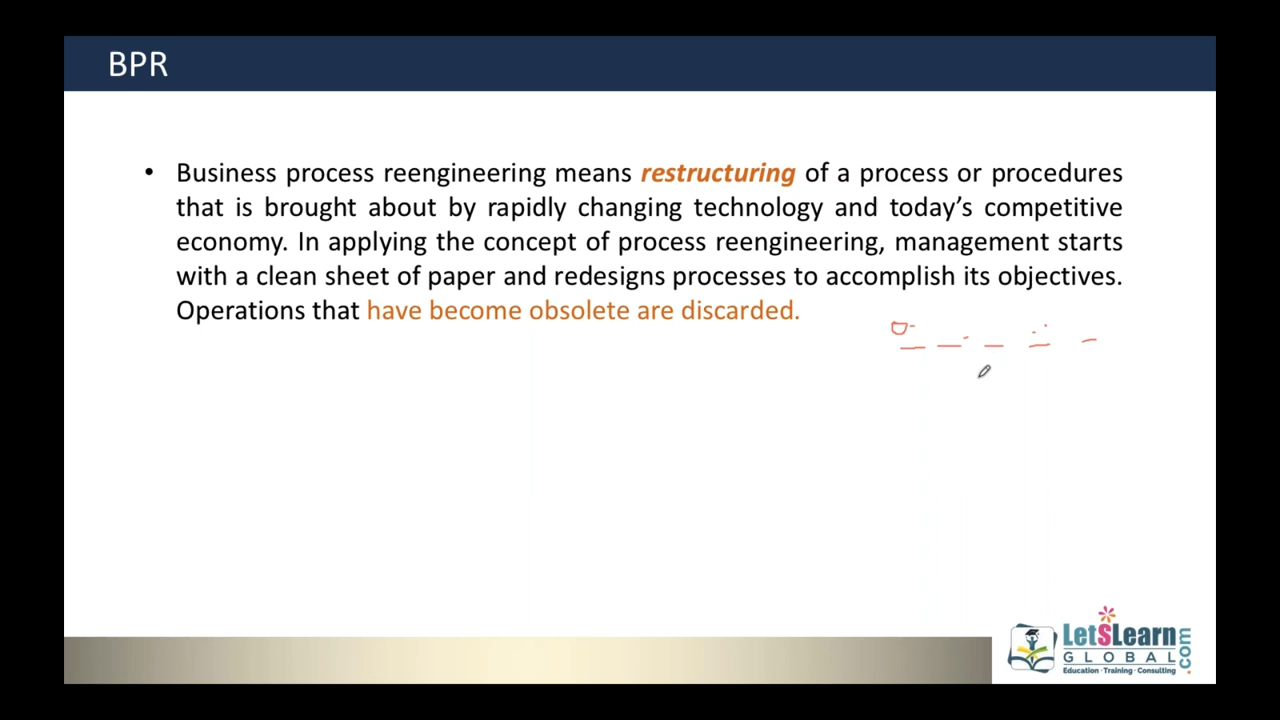 BPR
• Business process reengineering means restructuring of a process or procedures
that is brought about by rapidly changing technology and today’s competitive
economy. In applying the concept of process reengineering, management starts
with a clean sheet of paper and redesigns processes to accomplish its objectives.
Operations that have become obsolete are discarded.
LetSLearn
GLOBAL
.com
Education · Training · Consulting